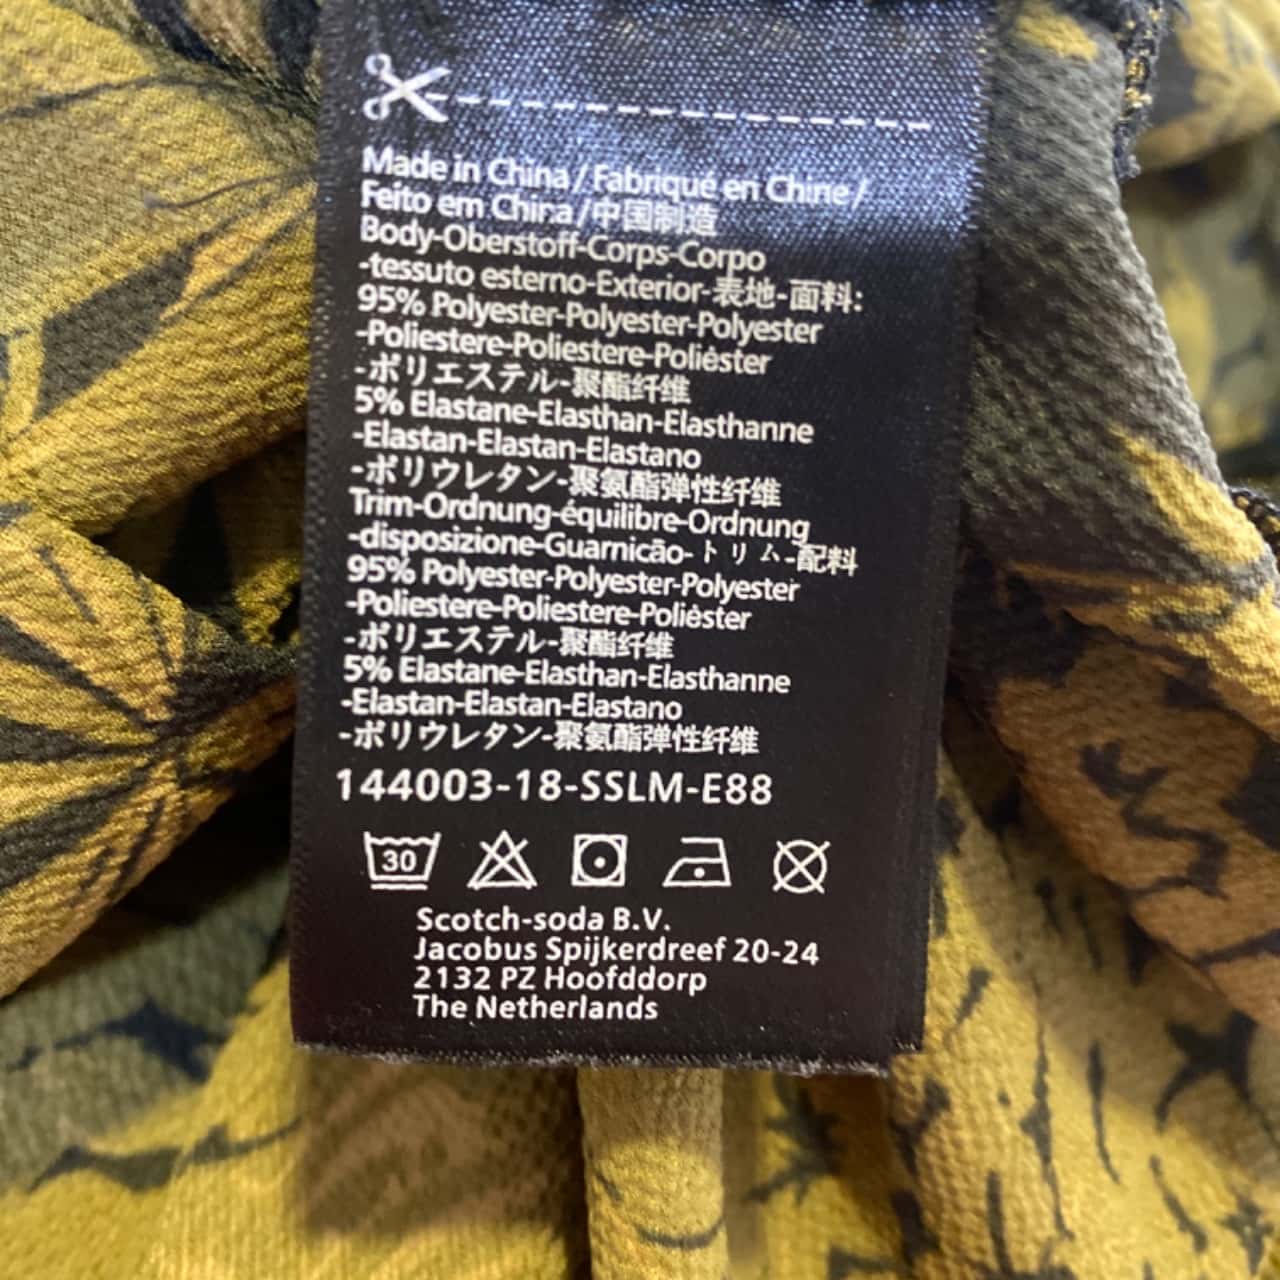 Made in China / Fabriqué en Chine /
Feito em China /中国制造
Body-Oberstoff-Corps-Corpo
-tessuto esterno-Exterior-表地-面料:
95% Polyester-Polyester-Polyester
-Poliestere-Poliestere-Poliéster
-ポリエステル-聚酯纤维
5% Elastane-Elasthan-Elasthanne
-Elastan-Elastan-Elastano
-ポリウレタン-聚氨酯弹性纤维
Trim-Ordnung-équilibre-Ordnung
-disposizione-Guarnicão-トリム-配料
95% Polyester-Polyester-Polyester
-Poliestere-Poliestere-Poliéster
-ポリエステル-聚酯纤维
5% Elastane-Elasthan-Elasthanne
-Elastan-Elastan-Elastano
-ポリウレタン-聚氨酯弹性纤维
144003-18-SSLM-E88
30
Scotch-soda B.V.
Jacobus Spijkerdreef 20-24
2132 PZ Hoofddorp
The Netherlands